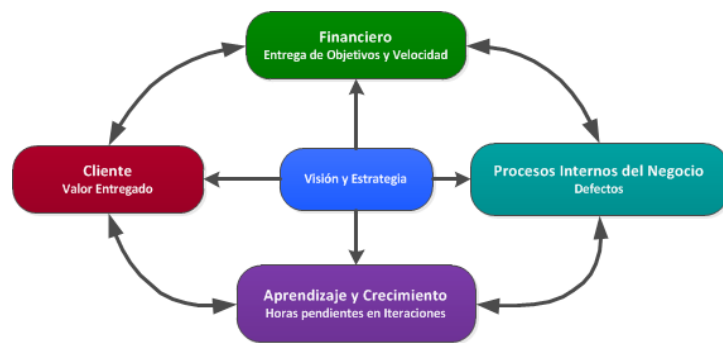 Financiero
Entrega de Objetivos y Velocidad
Cliente
Valor Entregado
Visión y Estrategia
Procesos Internos del Negocio
Defectos
Aprendizaje y Crecimiento
Horas pendientes en Iteraciones